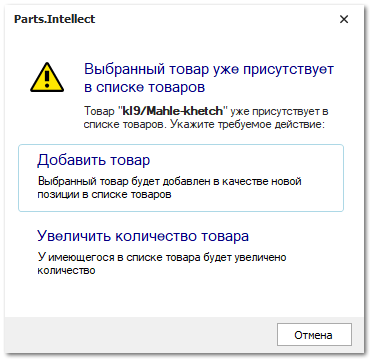 Parts.Intellect
Выбранный товар уже присутствует
в списке товаров
Товар "kl9/Mahle-khetch" уже присутствует в
списке товаров. Укажите требуемое действие:
Добавить товар
Выбранный товар будет добавлен в качестве новой
позиции в списке товаров
Увеличить количество товара
У имеющегося в списке товара будет увеличено
количество
Отмена